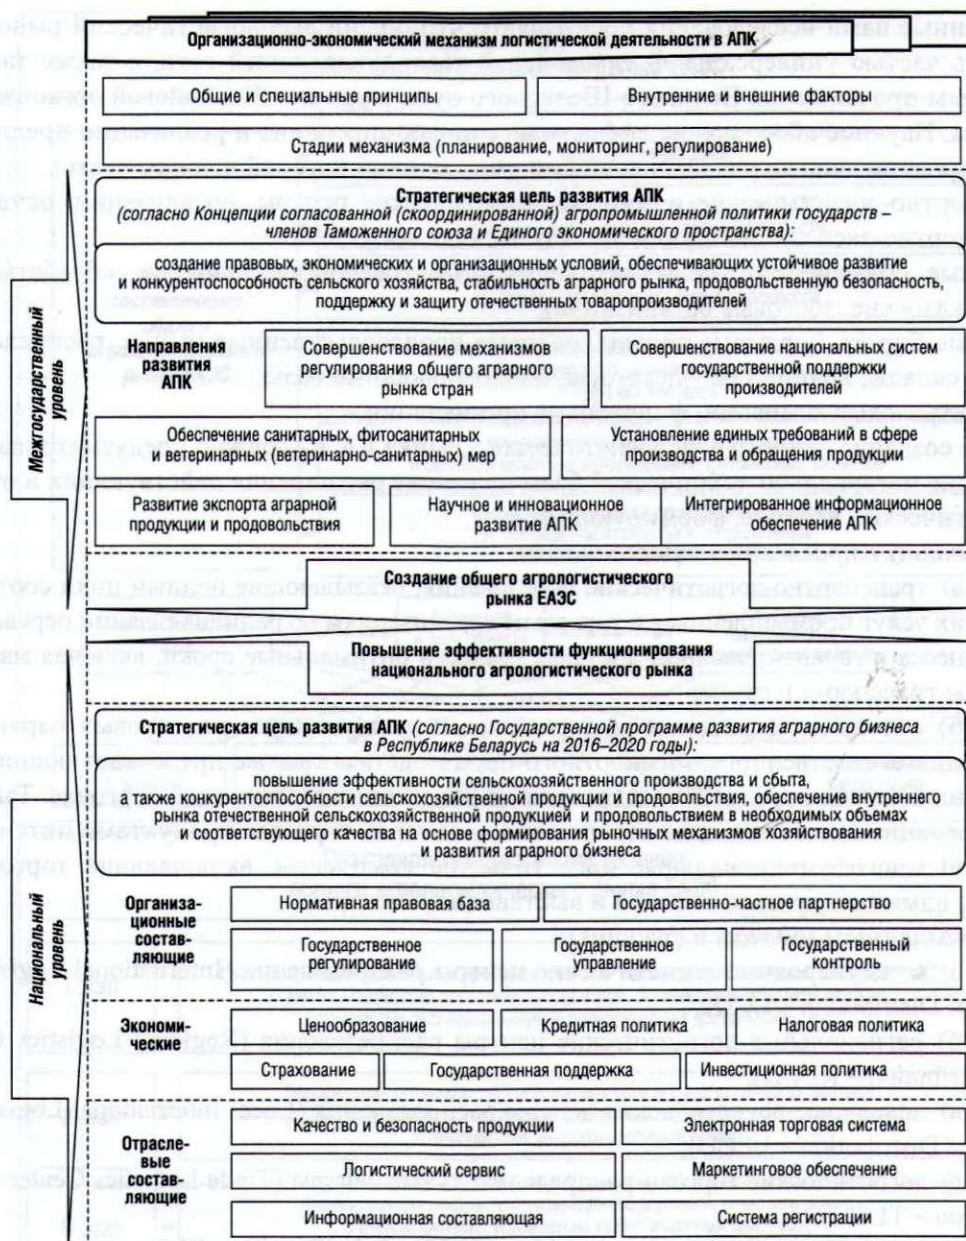 Организационно-экономический механизм логистической деятельности в АПК
Общие и специальные принципы
Внутренние и внешние факторы
Стадии механизма (планирование, мониторинг, регулирование)
Межгосударственный
уровень
Стратегическая цель развития АПК
(согласно Концепции согласованной (скоординированной) агропромышленной политики государств –
членов Таможенного союза и Единого экономического пространства):
создание правовых, экономических и организационных условий, обеспечивающих устойчивое развитие
и конкурентоспособность сельского хозяйства, стабильность аграрного рынка, продовольственную безопасность,
поддержку и защиту отечественных товаропроизводителей
Направления
развития
АПК
Совершенствование механизмов
регулирования общего аграрного
рынка стран
Совершенствование национальных систем
государственной поддержки
производителей
Обеспечение санитарных, фитосанитарных
и ветеринарных (ветеринарно-санитарных) мер
Установление единых требований в сфере
производства и обращения продукции
Развитие экспорта аграрной
продукции и продовольствия
Научное и инновационное
развитие АПК
Интегрированное информационное
обеспечение АПК
Создание общего агрологистического
рынка ЕАЭС
Повышение эффективности функционирования
национального агрологистического рынка
Национальный
уровень
Стратегическая цель развития АПК (согласно Государственной программе развития аграрного бизнеса
в Республике Беларусь на 2016–2020 годы):
повышение эффективности сельскохозяйственного производства и сбыта,
а также конкурентоспособности сельскохозяйственной продукции и продовольствия, обеспечение внутреннего
рынка отечественной сельскохозяйственной продукцией и продовольствием в необходимых объемах
и соответствующего качества на основе формирования рыночных механизмов хозяйствования
и развития аграрного бизнеса
Организа-
ционные
состав-
ляющие
Нормативная правовая база
Государственно-частное партнерство
Государственное
регулирование
Государственное
управление
Государственный
контроль
Экономи-
ческие
Ценообразование
Кредитная политика
Налоговая политика
Страхование
Государственная поддержка
Инвестиционная политика
Отрасле-
вые
состав-
ляющие
Качество и безопасность продукции
Электронная торговая система
Логистический сервис
Маркетинговое обеспечение
Информационная составляющая
Система регистрации